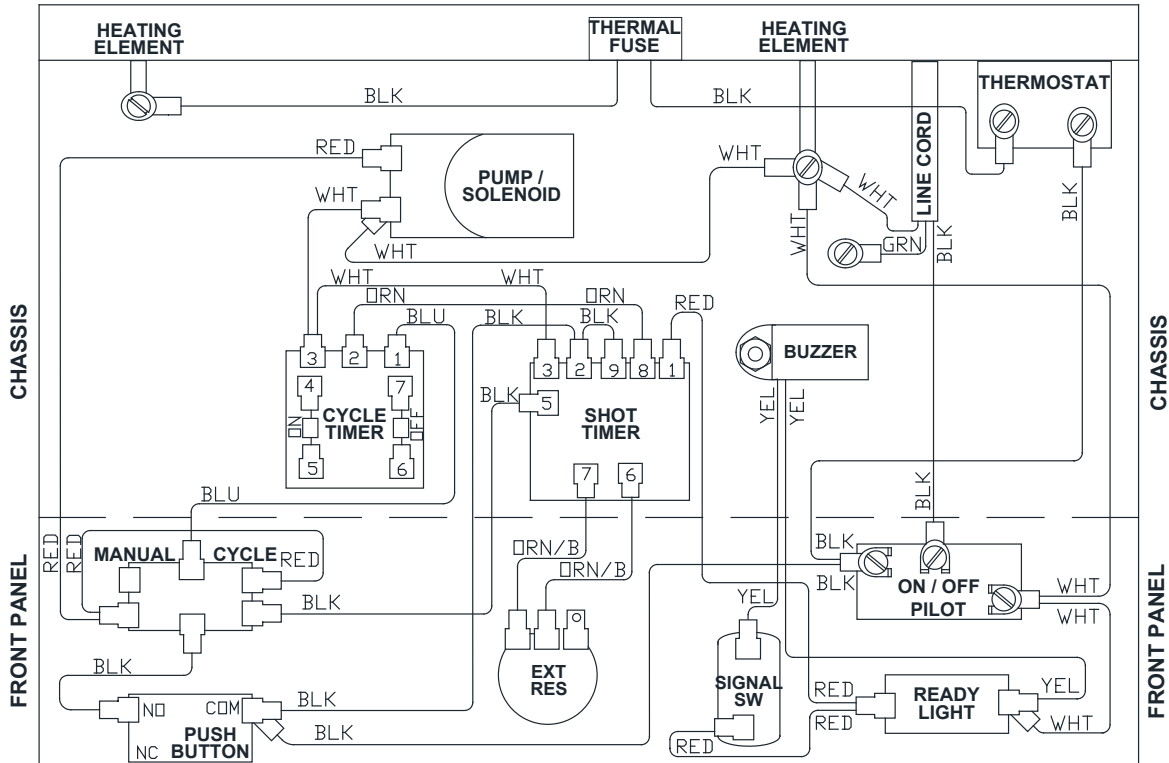 HEATING
ELEMENT
THERMAL
FUSE
HEATING
ELEMENT
THERMOSTAT
BLK
BLK
RED
PUMP /
SOLENOID
WHT
WHT
WHT
WHT
WHT
LINE CORD
GRN
BLK
BLK
CHASSIS
CHASSIS
WHT
WHT
ORN
ORN
BLU
BLK
BLK
RED
3
2
1
4
7
ON
CYCLE
TIMER
OFF
5
6
3
2
9
8
1
BLK
5
SHOT
TIMER
7
6
BUZZER
YEL
YEL
BLU
BLK
FRONT PANEL
FRONT PANEL
RED
RED
MANUAL
CYCLE
RED
BLK
BLK
ORN/B
ORN/B
EXT
RES
BLK
BLK
ON / OFF
PILOT
WHT
WHT
YEL
SIGNAL
SW
RED
RED
RED
READY
LIGHT
YEL
WHT
NO
COM
PUSH
BUTTON
NC
BLK
BLK